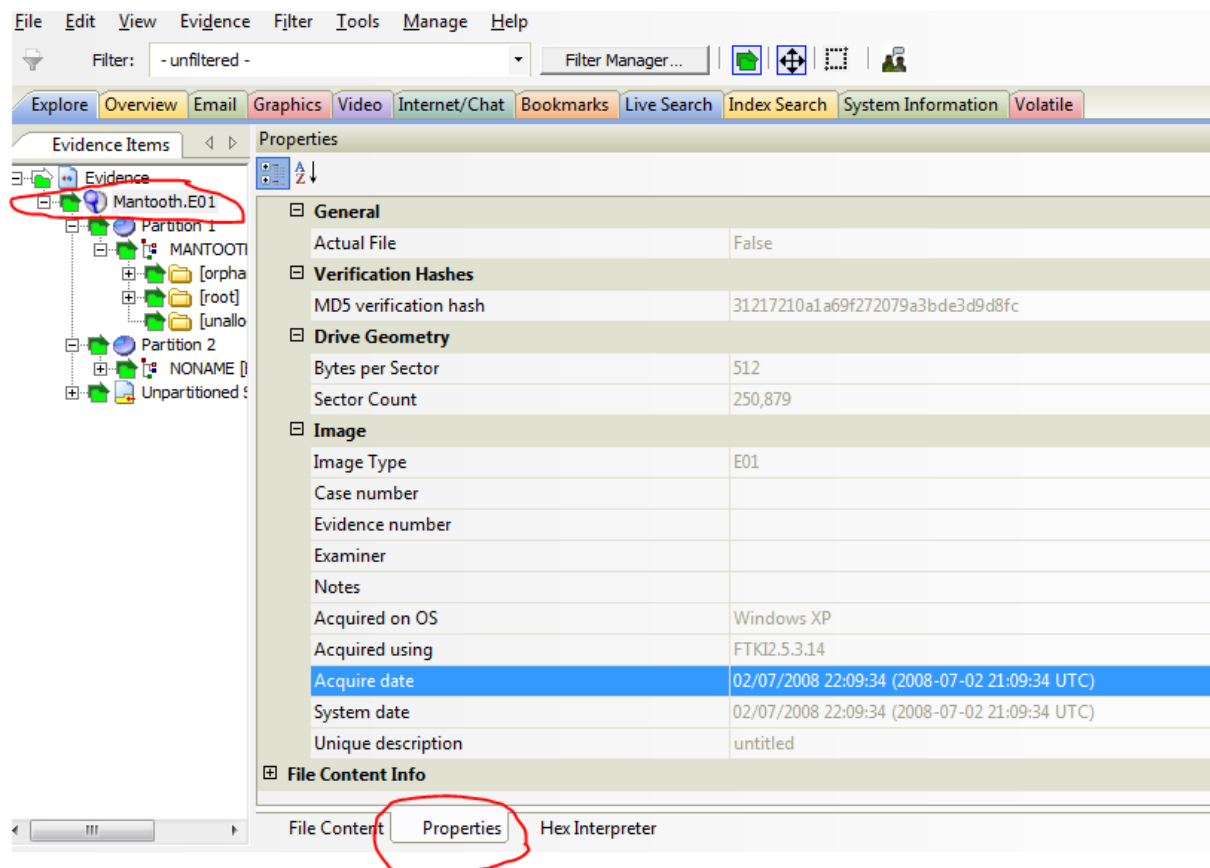 File Edit View Evidence Filter Tools Manage Help
Filter: - unfiltered - Filter Manager...
Explore Overview Email Graphics Video Internet/Chat Bookmarks Live Search Index Search System Information Volatile
Evidence Items
Evidence
Mantooth.E01
Partition 1
MANTOOTH
[orpha
[root]
[unallo
Partition 2
NONAME [
Unpartitioned S
Properties
General
Actual File False
Verification Hashes
MD5 verification hash 31217210a1a69f272079a3bde3d9d8fc
Drive Geometry
Bytes per Sector 512
Sector Count 250,879
Image
Image Type E01
Case number
Evidence number
Examiner
Notes
Acquired on OS Windows XP
Acquired using FTKI2.5.3.14
Acquire date 02/07/2008 22:09:34 (2008-07-02 21:09:34 UTC)
System date 02/07/2008 22:09:34 (2008-07-02 21:09:34 UTC)
Unique description untitled
File Content Info
File Content Properties Hex Interpreter